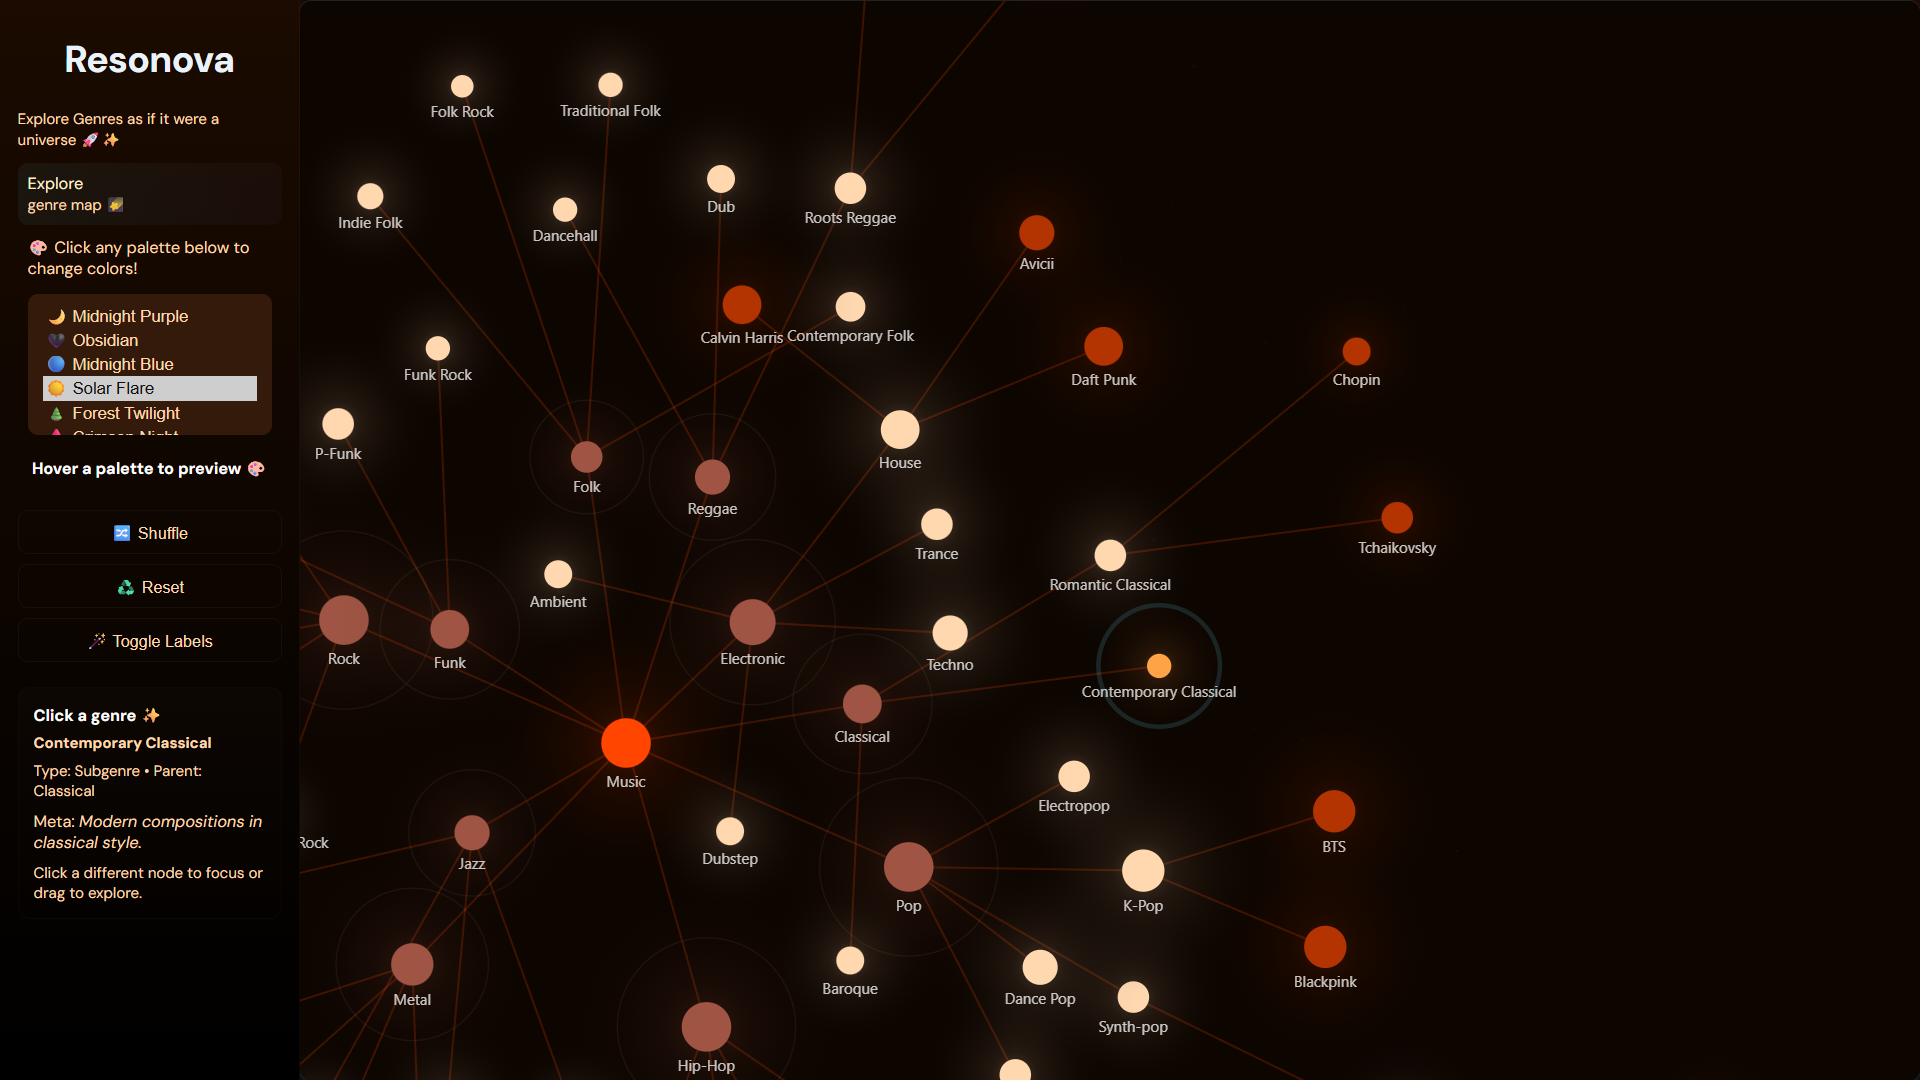 Resonova
Explore Genres as if it were a
universe 🚀 ✨
Explore
genre map 🌠
🎨 Click any palette below to
change colors!
🌙 Midnight Purple
🖤 Obsidian
🔵 Midnight Blue
🌞 Solar Flare
🌲 Forest Twilight
Crimson Night
Hover a palette to preview 🎨
🔀 Shuffle
♻️ Reset
🪄 Toggle Labels
Click a genre ✨
Contemporary Classical
Type: Subgenre • Parent:
Classical
Meta: Modern compositions in
classical style.
Click a different node to focus or
drag to explore.
Folk Rock
Traditional Folk
Indie Folk
Dancehall
Dub
Roots Reggae
Avicii
Calvin Harris
Contemporary Folk
Funk Rock
Daft Punk
Chopin
P-Funk
House
Folk
Reggae
Trance
Tchaikovsky
Romantic Classical
Ambient
Rock
Funk
Electronic
Techno
Contemporary Classical
Classical
Music
Electropop
Rock
Jazz
Dubstep
BTS
Pop
K-Pop
Blackpink
Baroque
Metal
Dance Pop
Synth-pop
Hip-Hop